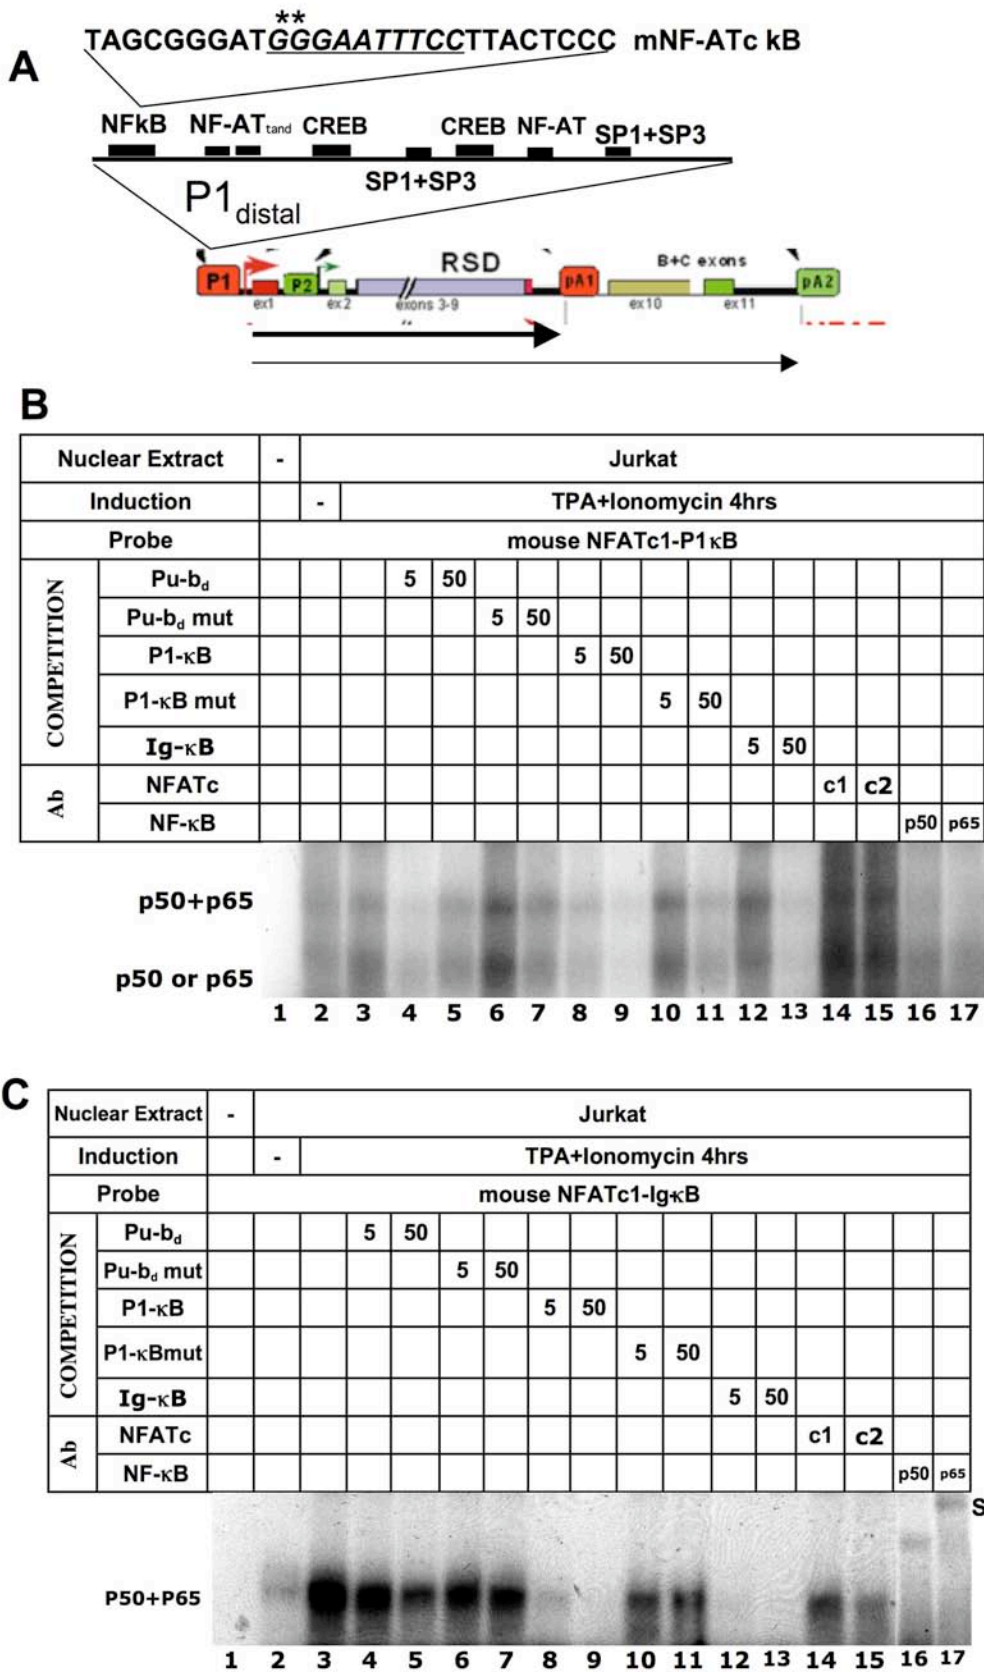 **
TAGCGGGATGGGGAATTTCCTTACTCCC mNF-ATc kB
A
NFkB NF-ATtand CREB CREB NF-AT SP1+SP3
SP1+SP3
P1distal
RSD B+C exons
P1 P2 pA1 pA2
ex1 ex2 exons 3-9 ex10 ex11
B
Nuclear Extract - Jurkat
Induction - TPA+Ionomycin 4hrs
Probe mouse NFATc1-P1κB
COMPETITION
Pu-bd 5 50
Pu-bd mut 5 50
P1-κB 5 50
P1-κB mut 5 50
Ig-κB 5 50
Ab
NFATc c1 c2
NF-κB p50 p65
p50+p65
p50 or p65
1 2 3 4 5 6 7 8 9 10 11 12 13 14 15 16 17
C
Nuclear Extract - Jurkat
Induction - TPA+Ionomycin 4hrs
Probe mouse NFATc1-IgκB
COMPETITION
Pu-bd 5 50
Pu-bd mut 5 50
P1-κB 5 50
P1-κBmut 5 50
Ig-κB 5 50
Ab
NFATc c1 c2
NF-κB p50 p65
S
P50+P65
1 2 3 4 5 6 7 8 9 10 11 12 13 14 15 16 17